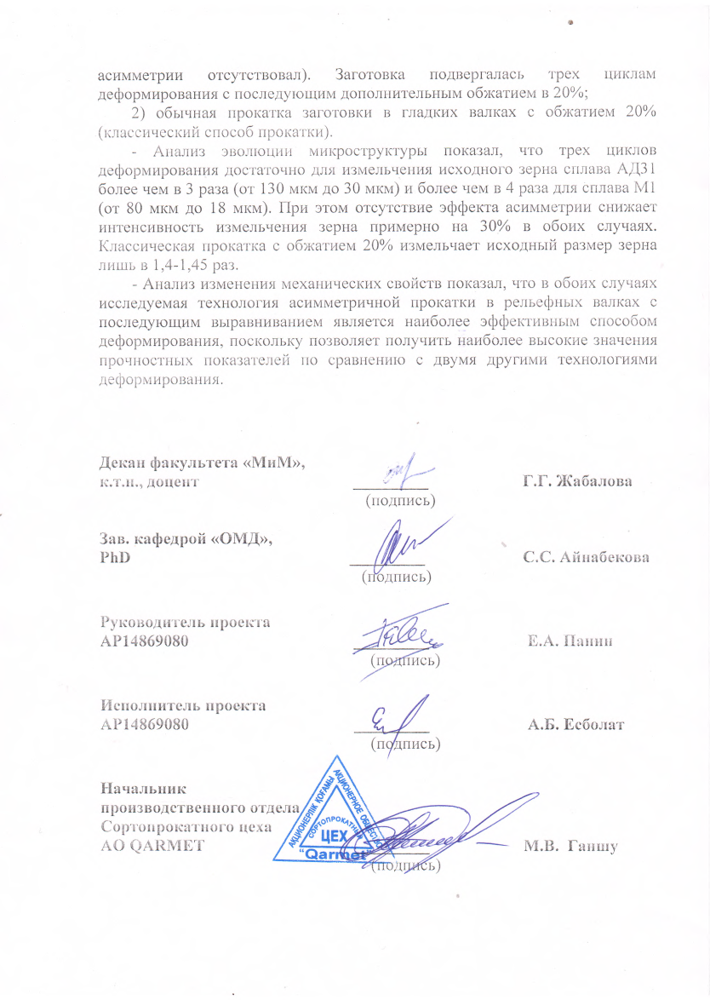 асимметрии отсутствовал). Заготовка подвергалась трех циклам
деформирования с последующим дополнительным обжатием в 20%;
2) обычная прокатка заготовки в гладких валках с обжатием 20%
(классический способ прокатки).
- Анализ эволюции микроструктуры показал, что трех циклов
деформирования достаточно для измельчения исходного зерна сплава АД31
более чем в 3 раза (от 130 мкм до 30 мкм) и более чем в 4 раза для сплава М1
(от 80 мкм до 18 мкм). При этом отсутствие эффекта асимметрии снижает
интенсивность измельчения зерна примерно на 30% в обоих случаях.
Классическая прокатка с обжатием 20% измельчает исходный размер зерна
лишь в 1,4-1,45 раз.
- Анализ изменения механических свойств показал, что в обоих случаях
исследуемая технология асимметричной прокатки в рельефных валках с
последующим выравниванием является наиболее эффективным способом
деформирования, поскольку позволяет получить наиболее высокие значения
прочностных показателей по сравнению с двумя другими технологиями
деформирования.
Декан факультета «МиМ»,
к.т.н., доцент Г.Г. Жабалова
(подпись)
Зав. кафедрой «ОМД»,
PhD С.С. Айнабекова
(подпись)
Руководитель проекта
АР14869080 Е.А. Панин
(подпись)
Исполнитель проекта
АР14869080 А.Б. Есболат
(подпись)
Начальник
производственного отдела
Сортопрокатного цеха
АО QARMET М.В. Ганшу
(подпись)
АКЦИОНЕРЛІК ҚОҒАМЫ
АКЦИОНЕРНОЕ ОБЩЕСТВО
СОРТОПРОКАТНЫЙ
ЦЕХ
"Qarmet"